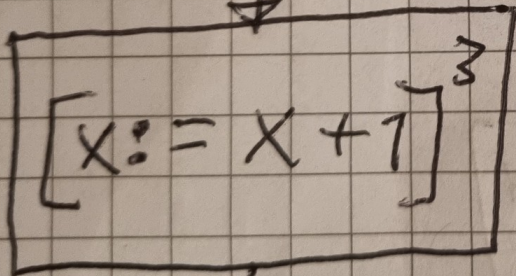 [x := x + 1]³